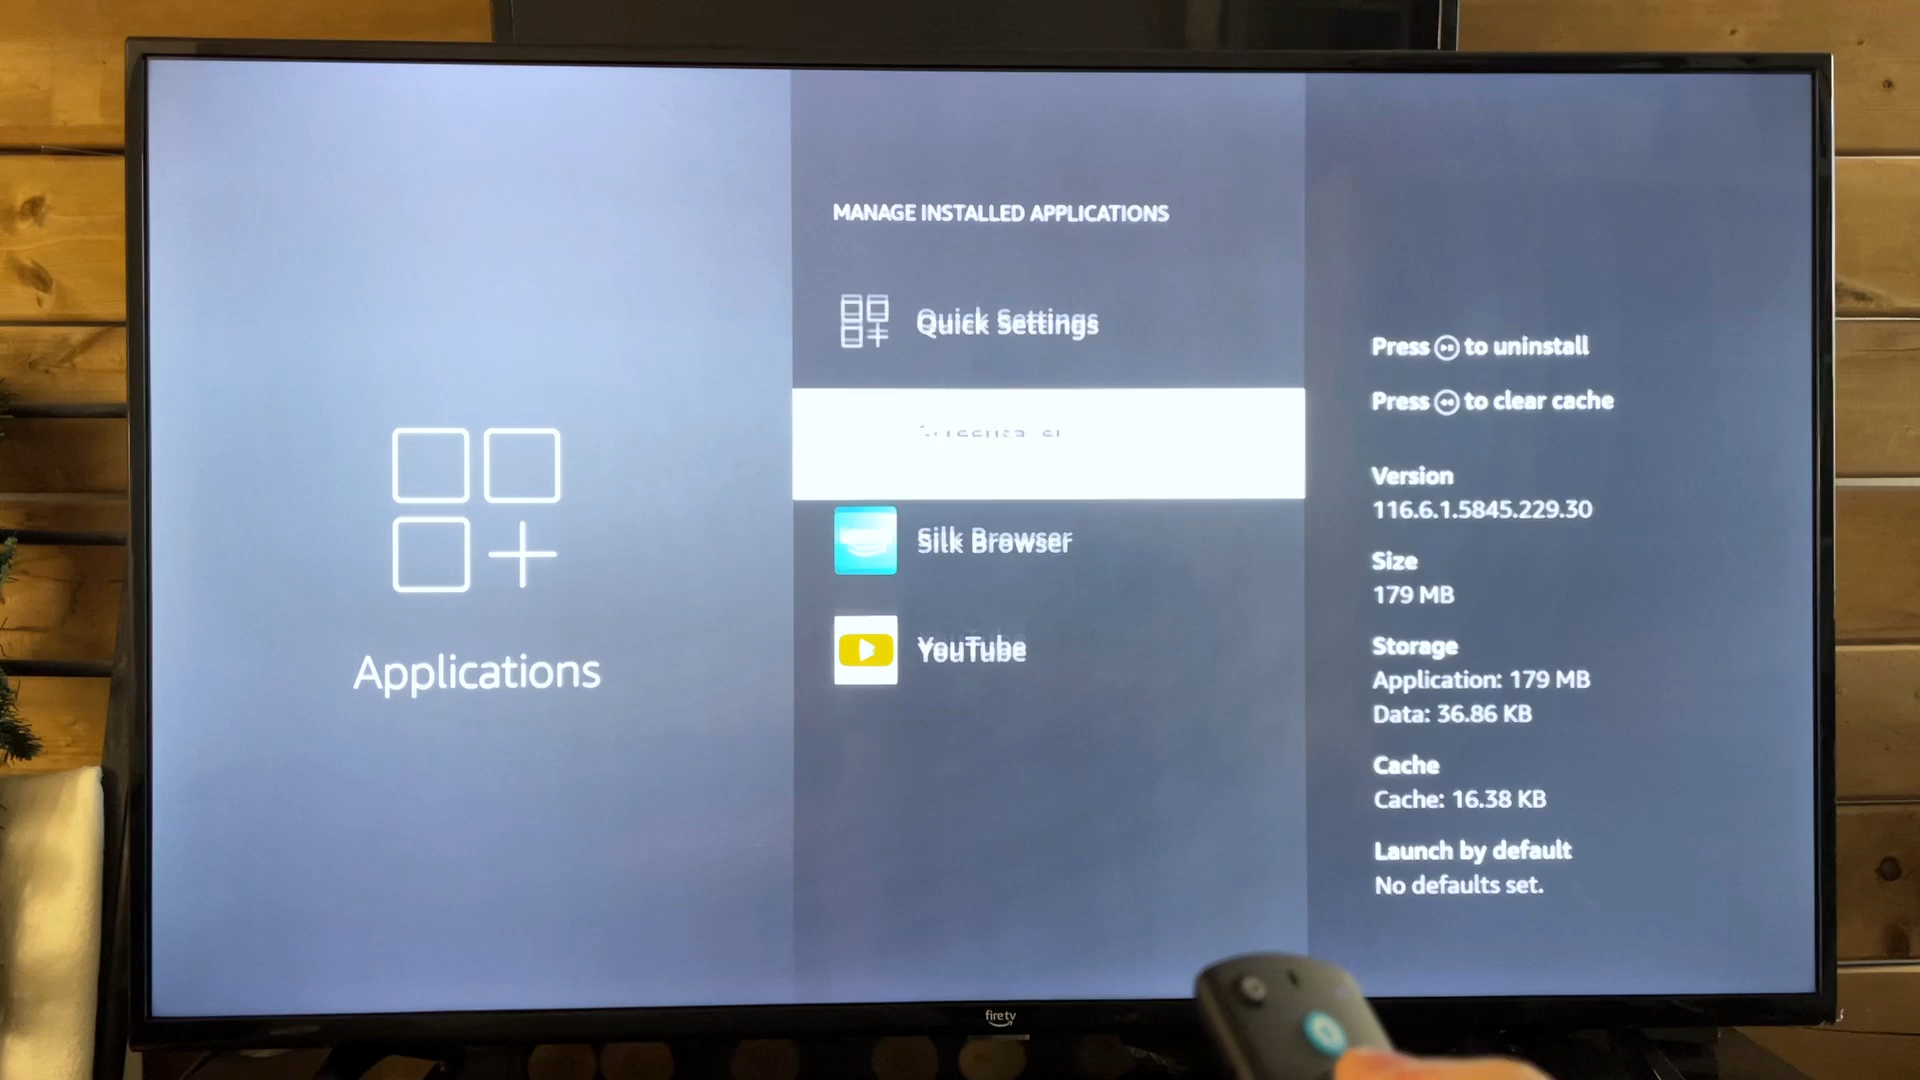 MANAGE INSTALLED APPLICATIONS
Quick Settings
Silk Browser
YouTube
Applications
Press to uninstall
Press to clear cache
Version
116.6.1.5845.229.30
Size
179 MB
Storage
Application: 179 MB
Data: 36.86 KB
Cache
Cache: 16.38 KB
Launch by default
No defaults set.
firetv